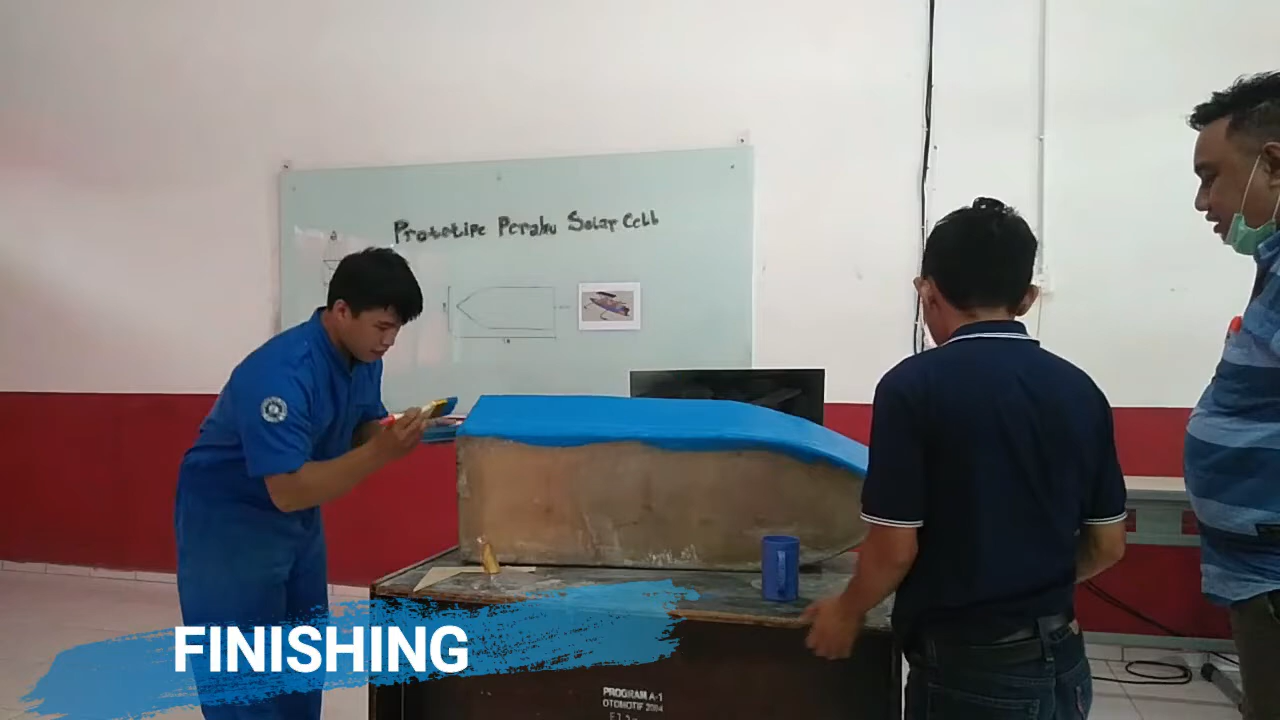 Prototipe Perahu Solar Cell
FINISHING
PROGRAM A-1
OTOMOTIF 2004